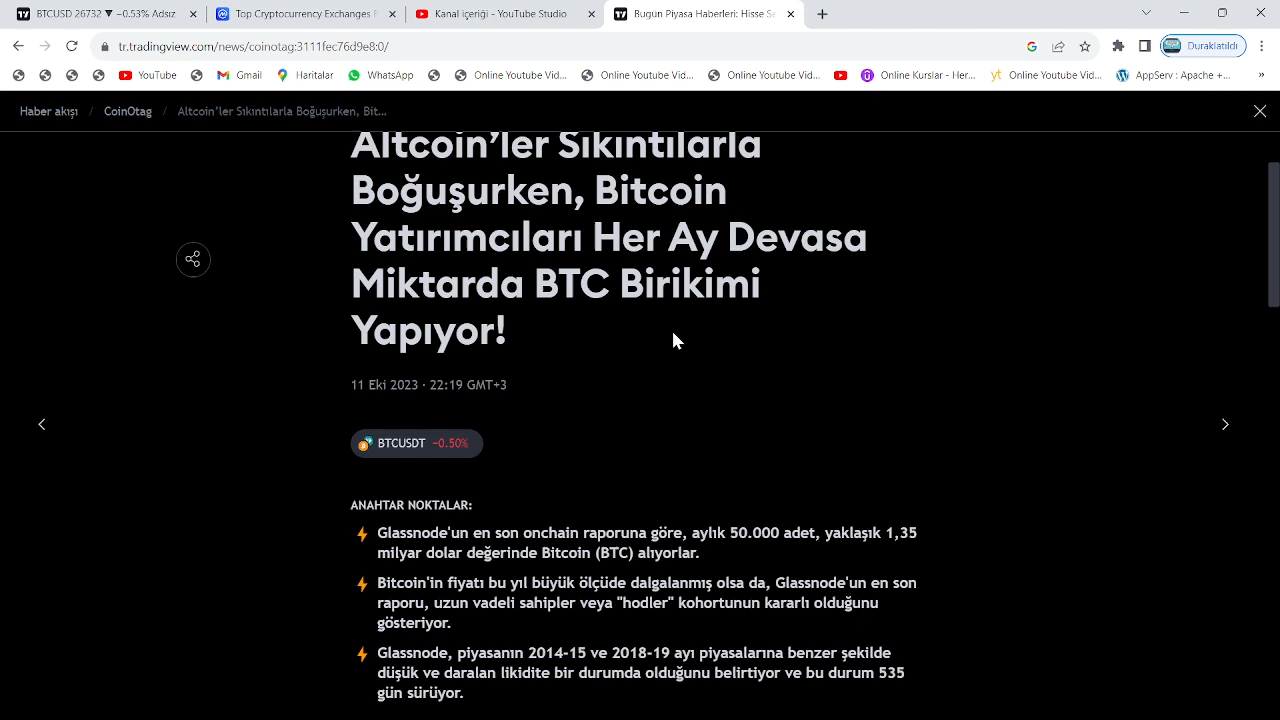 BTCUSD 26732 ▼ −0.53% Adsız
Top Cryptocurrency Exchanges R
Kanal içeriği - YouTube Studio
Bugün Piyasa Haberleri: Hisse Se
tr.tradingview.com/news/coinotag:3111fec76d9e8:0/
Duraklatıldı
YouTube
Gmail
Haritalar
WhatsApp
Online Youtube Vid...
Online Youtube Vid...
Online Youtube Vid...
Online Kurslar - Her...
yt Online Youtube Vid...
AppServ : Apache +...
»
Haber akışı / CoinOtag / Altcoin’ler Sıkıntılarla Boğuşurken, Bit...
Altcoin’ler Sıkıntılarla
Boğuşurken, Bitcoin
Yatırımcıları Her Ay Devasa
Miktarda BTC Birikimi
Yapıyor!
11 Eki 2023 · 22:19 GMT+3
BTCUSDT −0.50%
ANAHTAR NOKTALAR:
Glassnode'un en son onchain raporuna göre, aylık 50.000 adet, yaklaşık 1,35
milyar dolar değerinde Bitcoin (BTC) alıyorlar.
Bitcoin'in fiyatı bu yıl büyük ölçüde dalgalanmış olsa da, Glassnode'un en son
raporu, uzun vadeli sahipler veya "hodler" kohortunun kararlı olduğunu
gösteriyor.
Glassnode, piyasanın 2014-15 ve 2018-19 ayı piyasalarına benzer şekilde
düşük ve daralan likidite bir durumda olduğunu belirtiyor ve bu durum 535
gün sürüyor.